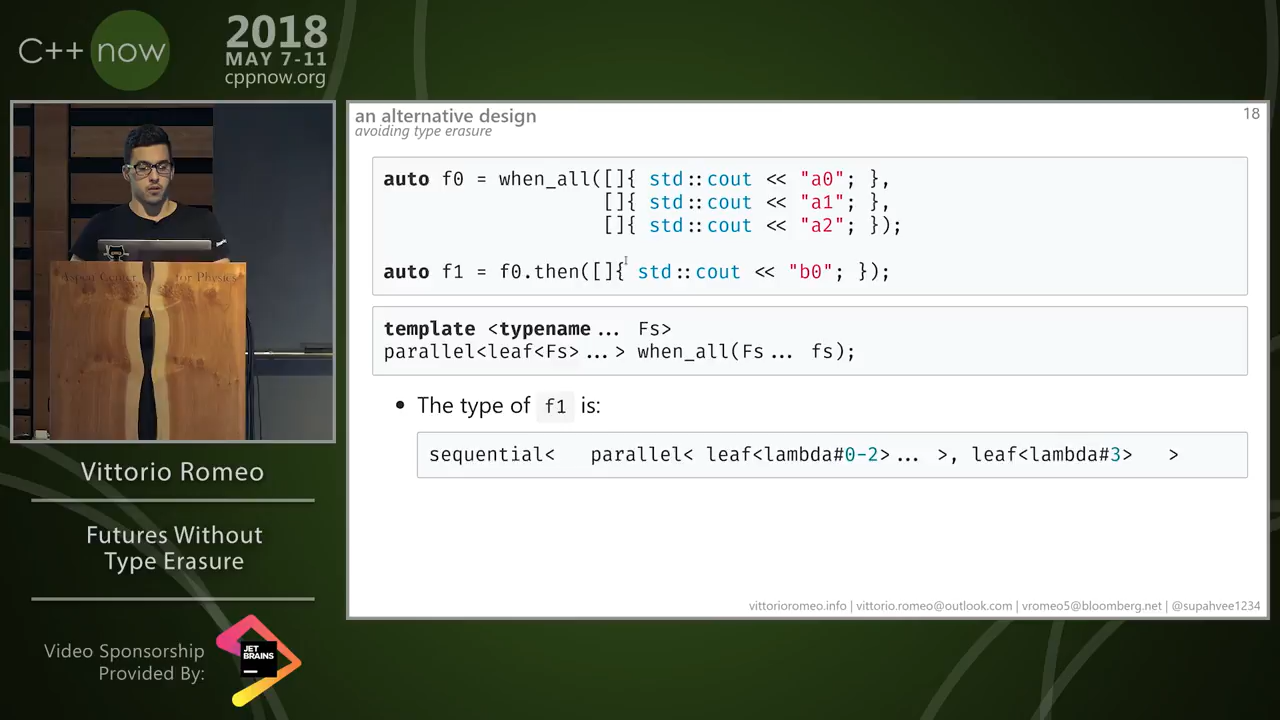 C++ now
2018
MAY 7-11
cppnow.org
an alternative design
avoiding type erasure
18
auto f0 = when_all([]{ std::cout << "a0"; },
[]{ std::cout << "a1"; },
[]{ std::cout << "a2"; });
auto f1 = f0.then([]{ std::cout << "b0"; });
template <typename... Fs>
parallel<leaf<Fs>...> when_all(Fs... fs);
• The type of f1 is:
sequential< parallel< leaf<lambda#0-2>... >, leaf<lambda#3> >
vittorioromeo.info | vittorio.romeo@outlook.com | vromeo5@bloomberg.net | @supahvee1234
Aspen Center for Physics
Vittorio Romeo
Futures Without
Type Erasure
Video Sponsorship
Provided By:
JET
BRAINS